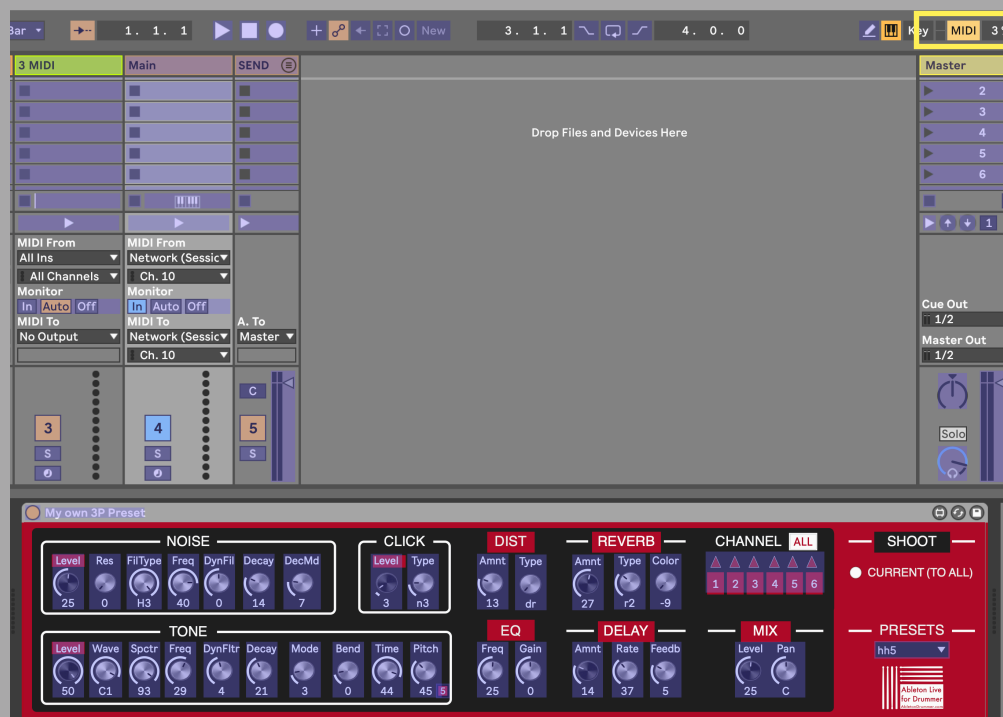 Bar 1. 1. 1 New 3. 1. 1 4. 0. 0 Key MIDI 3
3 MIDI Main SEND Master
2
3
Drop Files and Devices Here
4
5
6
1
MIDI From MIDI From
All Ins Network (Sessic
All Channels Ch. 10
Monitor Monitor
In Auto Off In Auto Off
Cue Out
MIDI To MIDI To A. To
1/2
No Output Network (Sessic Master
Master Out
Ch. 10
1/2
C
3 4 5
Solo
S S S
My own 3P Preset
NOISE CLICK DIST REVERB CHANNEL ALL SHOOT
Level Res FilType Freq DynFil Decay DecMd Level Type Amnt Type Amnt Type Color
CURRENT (TO ALL)
1 2 3 4 5 6
25 0 H3 40 0 14 7 3 n3 13 dr 27 r2 -9
TONE EQ DELAY MIX PRESETS
Level Wave Spctr Freq DynFltr Decay Mode Bend Time Pitch Freq Gain Amnt Rate Feedb Level Pan
hh5
50 C1 93 29 4 21 3 0 44 45 5 25 0 14 37 5 25 C
Ableton Live
for Drummer
AbletonDrummer.com